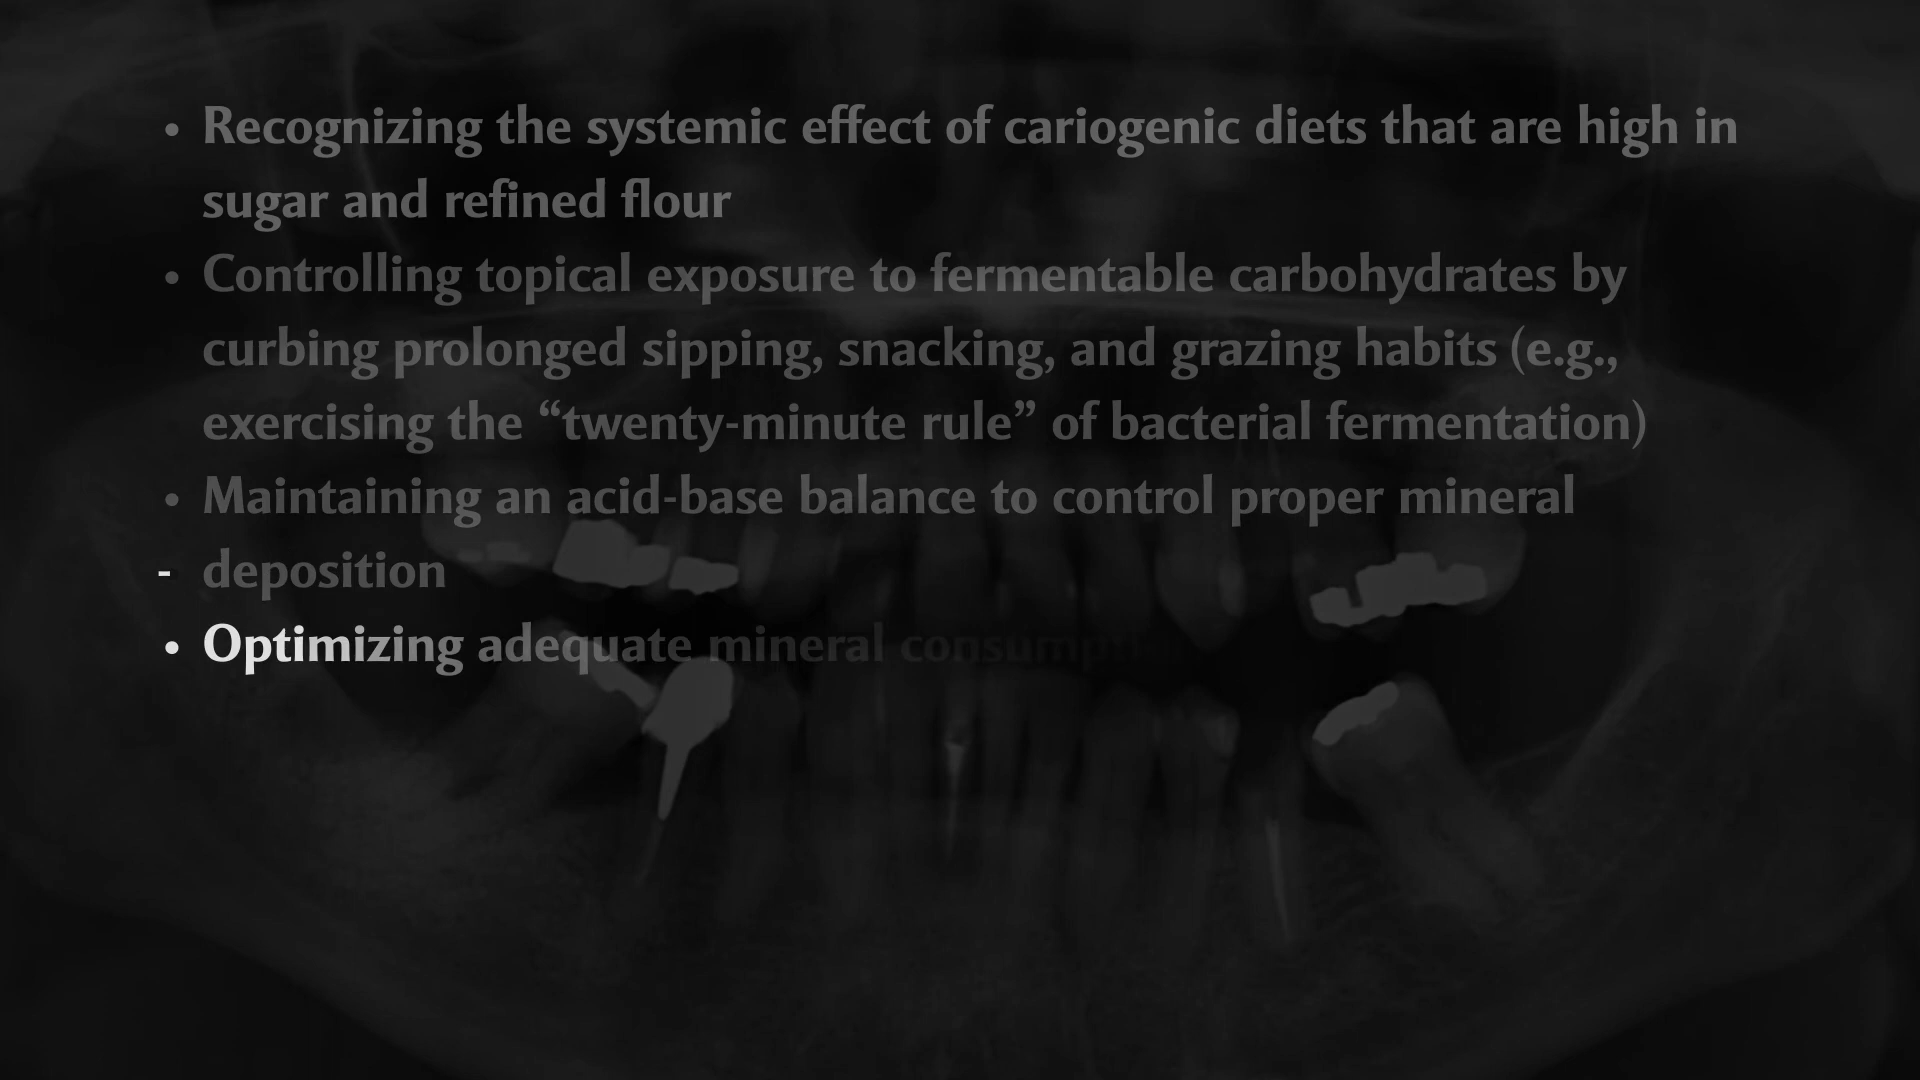 • Recognizing the systemic effect of cariogenic diets that are high in
sugar and refined flour
• Controlling topical exposure to fermentable carbohydrates by
curbing prolonged sipping, snacking, and grazing habits (e.g.,
exercising the “twenty-minute rule” of bacterial fermentation)
• Maintaining an acid-base balance to control proper mineral
- deposition
• Optimizing adequate mineral